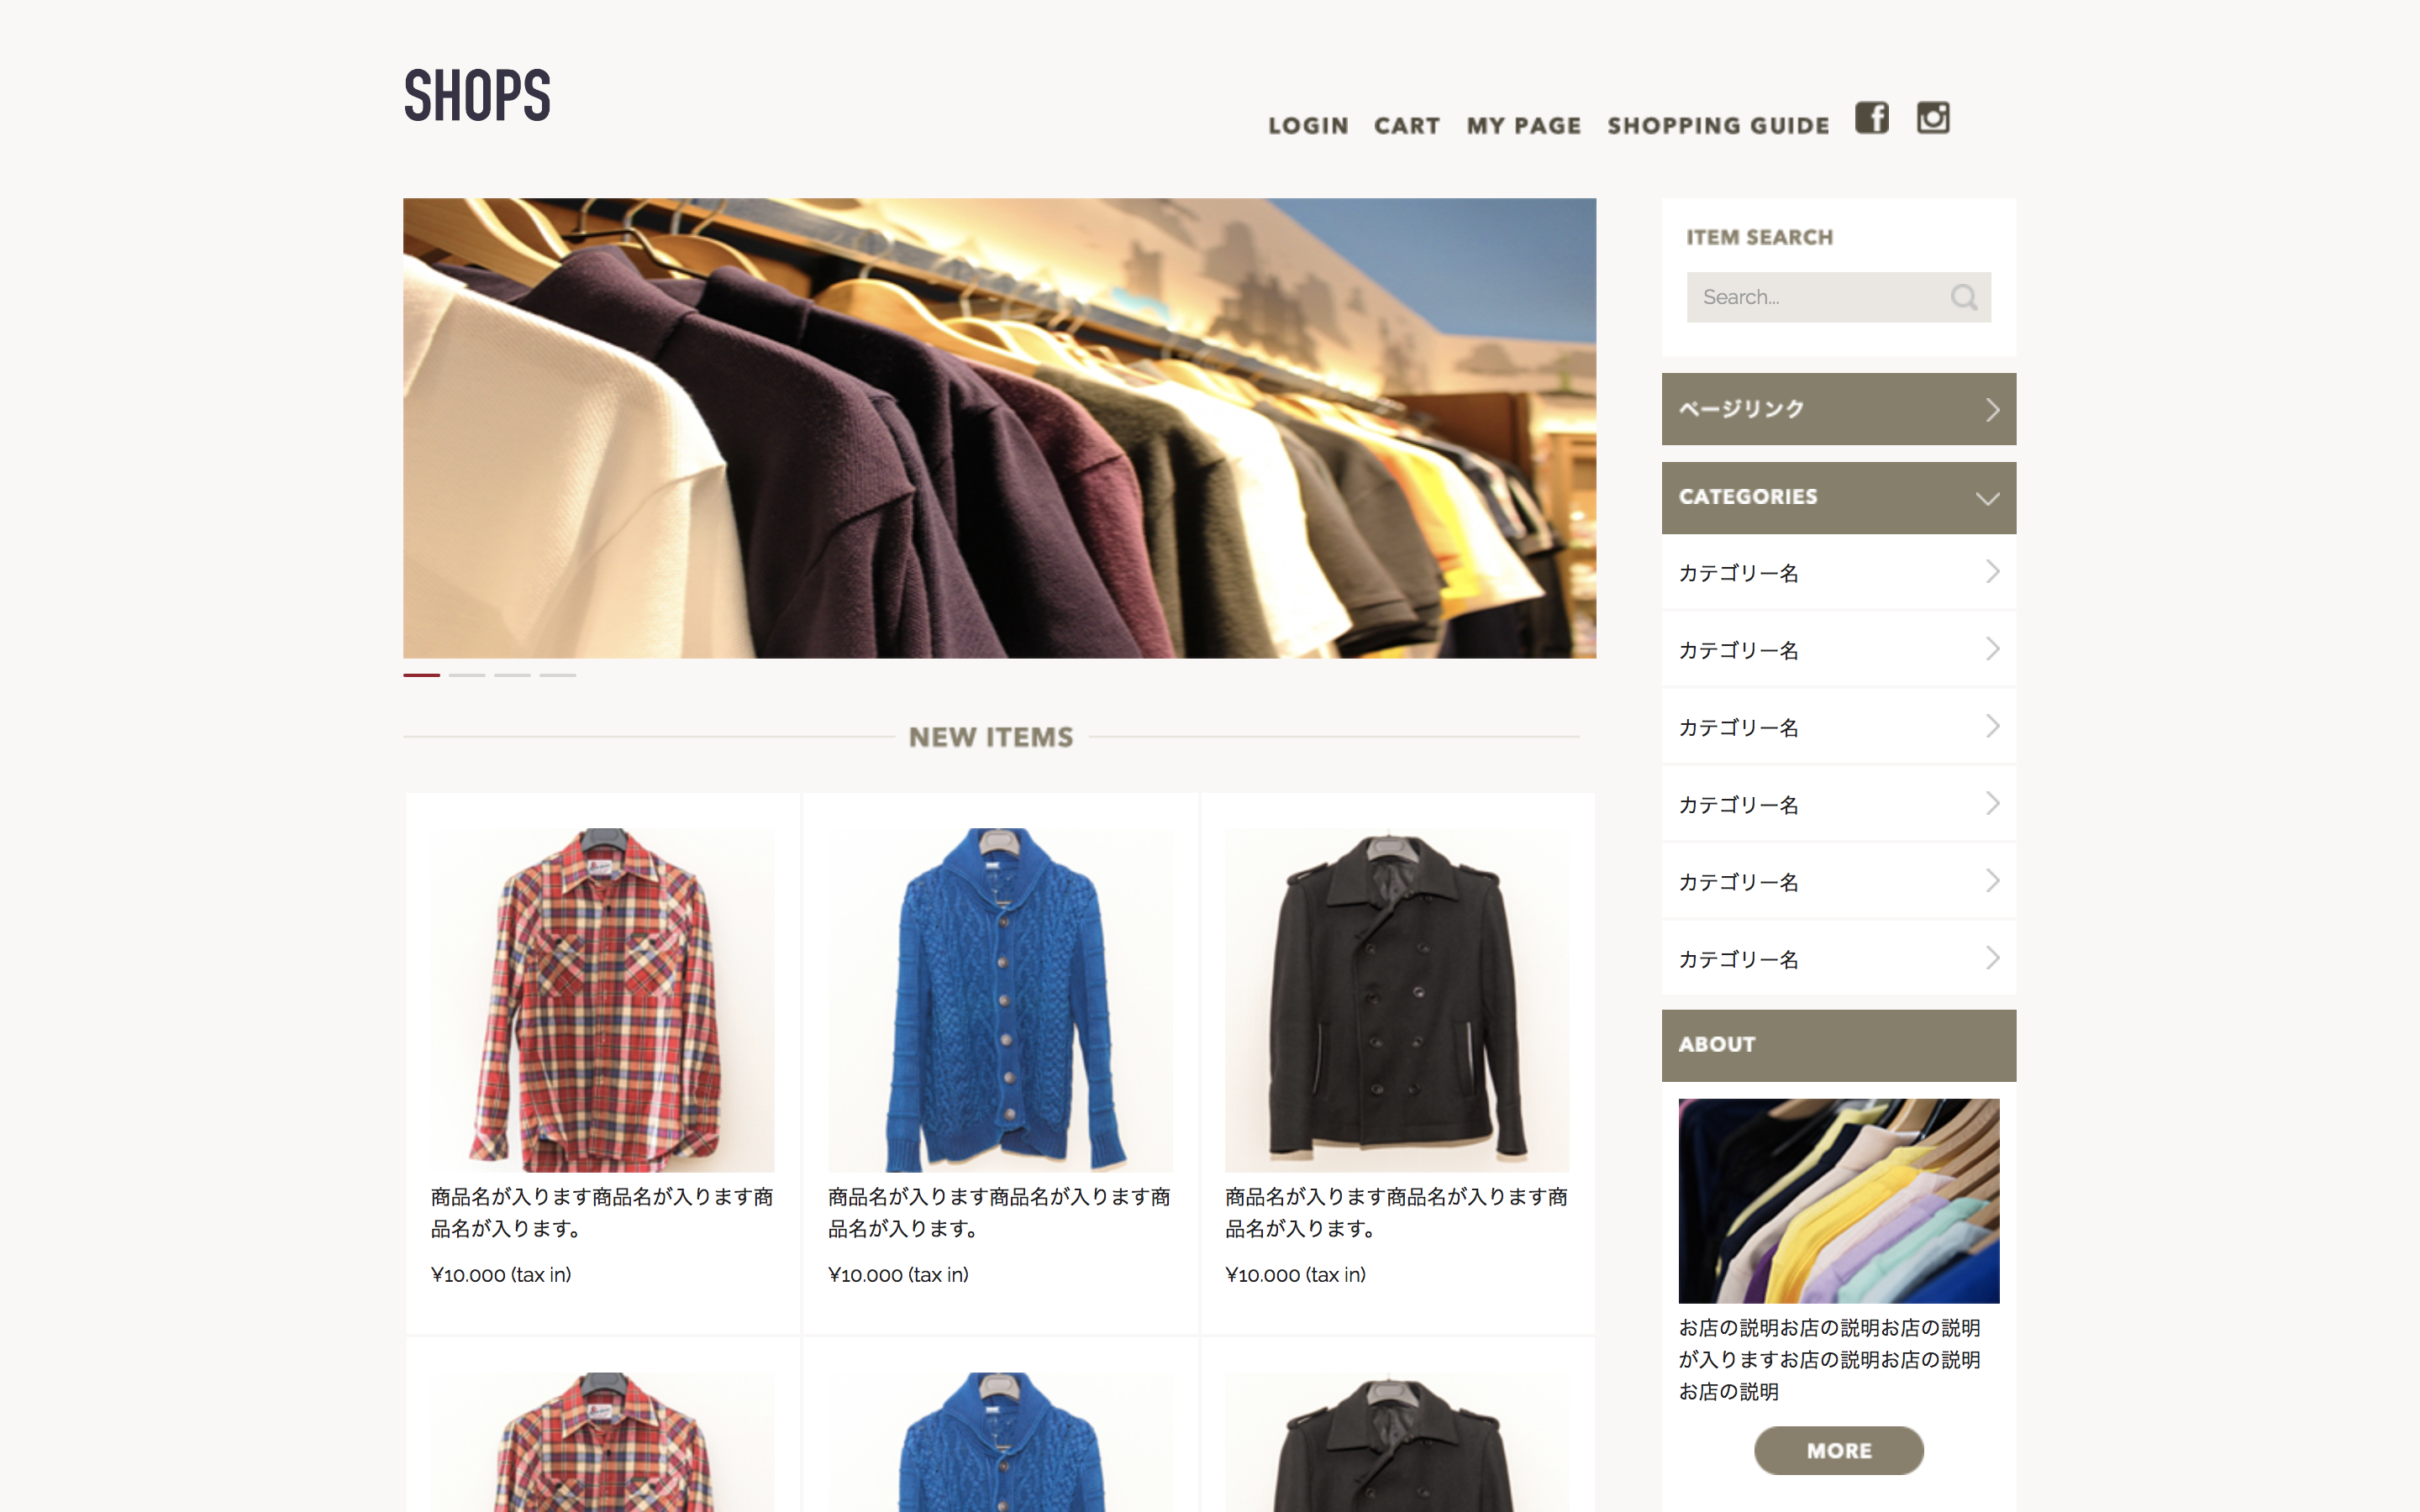 SHOPS
LOGIN CART MY PAGE SHOPPING GUIDE
ITEM SEARCH
Search...
ページリンク
CATEGORIES
カテゴリー名
カテゴリー名
カテゴリー名
カテゴリー名
カテゴリー名
カテゴリー名
ABOUT
お店の説明お店の説明お店の説明
が入りますお店の説明お店の説明
お店の説明
MORE
NEW ITEMS
商品名が入ります商品名が入ります商
品名が入ります。
¥10.000 (tax in)
商品名が入ります商品名が入ります商
品名が入ります。
¥10.000 (tax in)
商品名が入ります商品名が入ります商
品名が入ります。
¥10.000 (tax in)